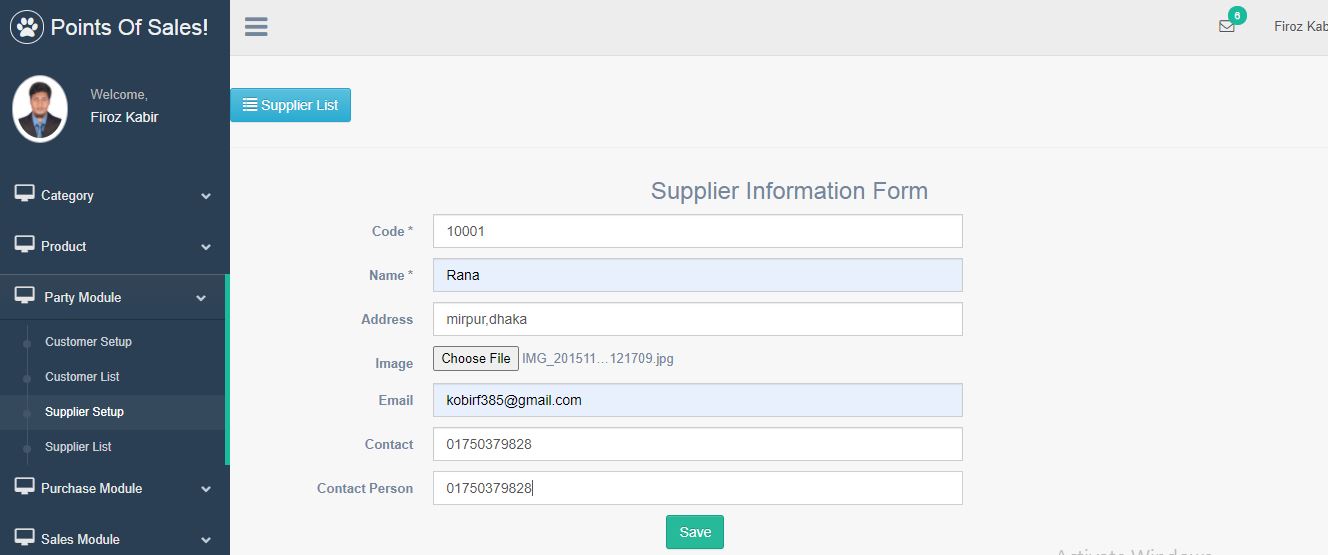 Points Of Sales!
Welcome,
Firoz Kabir
Category
Product
Party Module
Customer Setup
Customer List
Supplier Setup
Supplier List
Purchase Module
Sales Module
6
Firoz Kab
Supplier List
Supplier Information Form
Code * 10001
Name * Rana
Address mirpur,dhaka
Image Choose File IMG_201511...121709.jpg
Email kobirf385@gmail.com
Contact 01750379828
Contact Person 01750379828
Save
Activate Windows